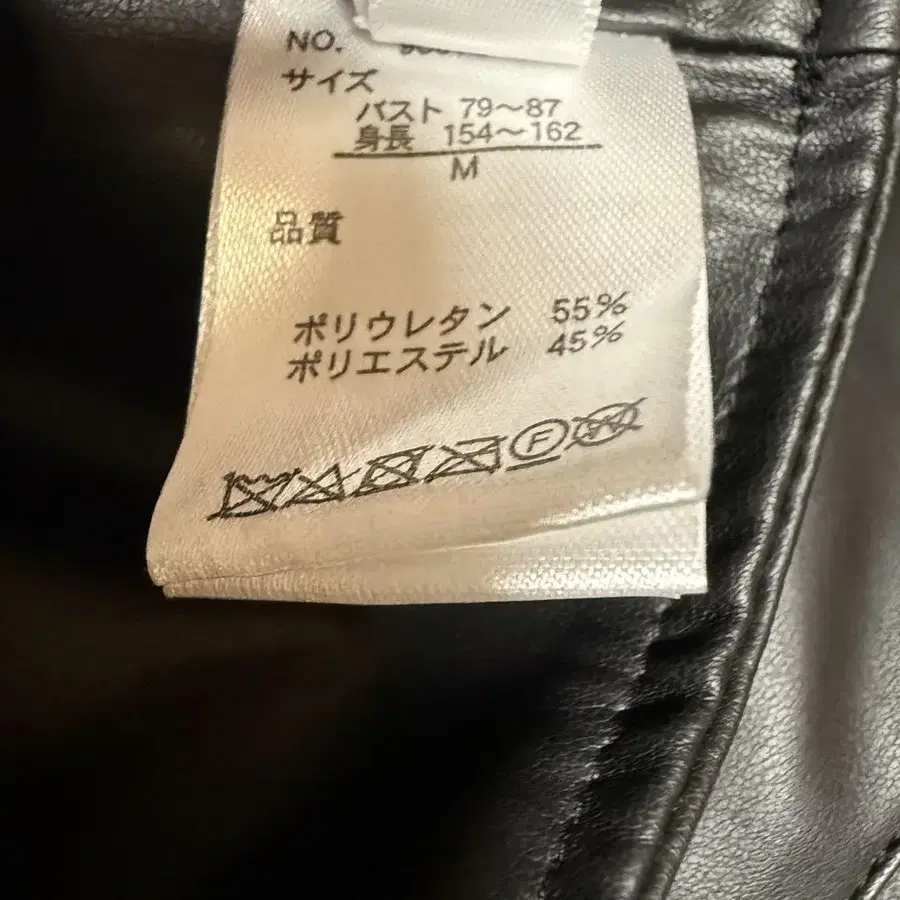 NO.
サイズ
バスト 79～87
身長 154～162
M
品質
ポリウレタン 55%
ポリエステル 45%
F
W